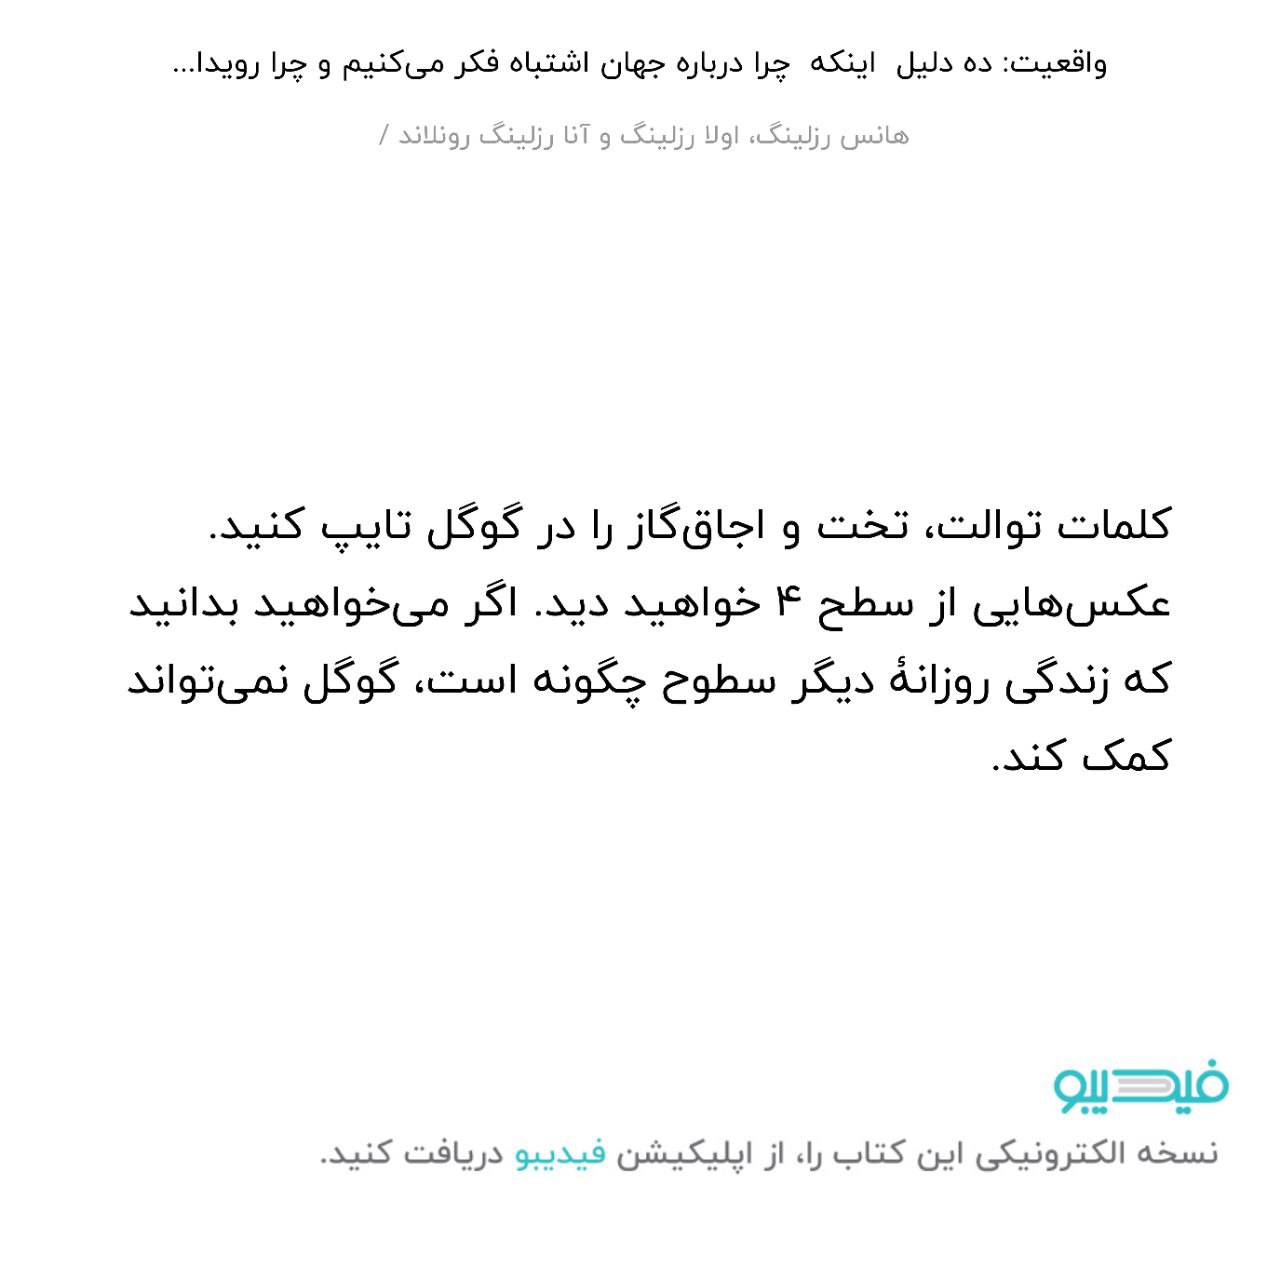 واقعیت: ده دلیل اینکه چرا درباره جهان اشتباه فکر می‌کنیم و چرا رویدا...
هانس رزلینگ، اولا رزلینگ و آنا رزلینگ رونلاند /
کلمات توالت، تخت و اجاق‌گاز را در گوگل تایپ کنید.
عکس‌هایی از سطح ۴ خواهید دید. اگر می‌خواهید بدانید
که زندگی روزانهٔ دیگر سطوح چگونه است، گوگل نمی‌تواند
کمک کند.
فیدیبو
نسخه الکترونیکی این کتاب را، از اپلیکیشن فیدیبو دریافت کنید.